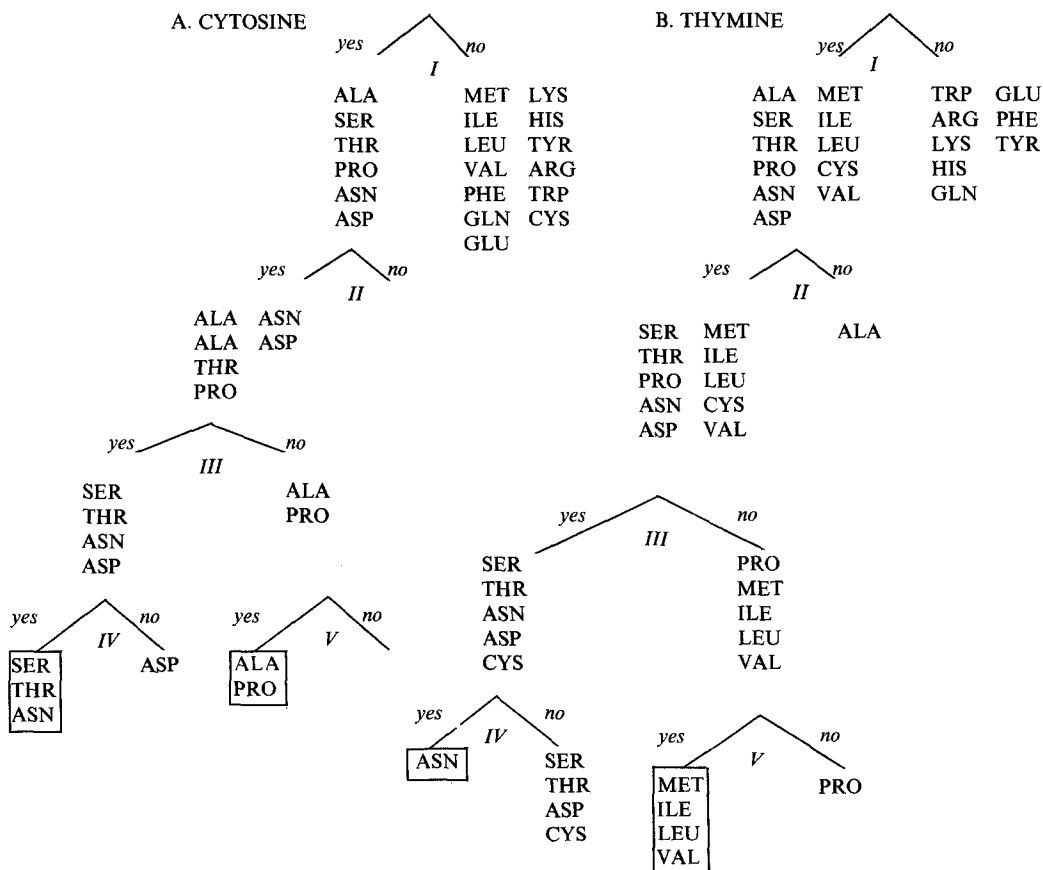 A. CYTOSINE
yes no
I
ALA MET LYS
SER ILE HIS
THR LEU TYR
PRO VAL ARG
ASN PHE TRP
ASP GLN CYS
GLU
yes no
II
ALA ASN
ALA ASP
THR
PRO
yes no
III
SER ALA
THR PRO
ASN
ASP
yes no
IV
SER ASP
THR
ASN
yes no
V
ALA
PRO
B. THYMINE
yes no
I
ALA MET TRP GLU
SER ILE ARG PHE
THR LEU LYS TYR
PRO CYS HIS
ASN VAL GLN
ASP
yes no
II
SER MET ALA
THR ILE
PRO LEU
ASN CYS
ASP VAL
yes no
III
SER PRO
THR MET
ASN ILE
ASP LEU
CYS VAL
yes no
IV
ASN SER
THR
ASP
CYS
yes no
V
MET PRO
ILE
LEU
VAL